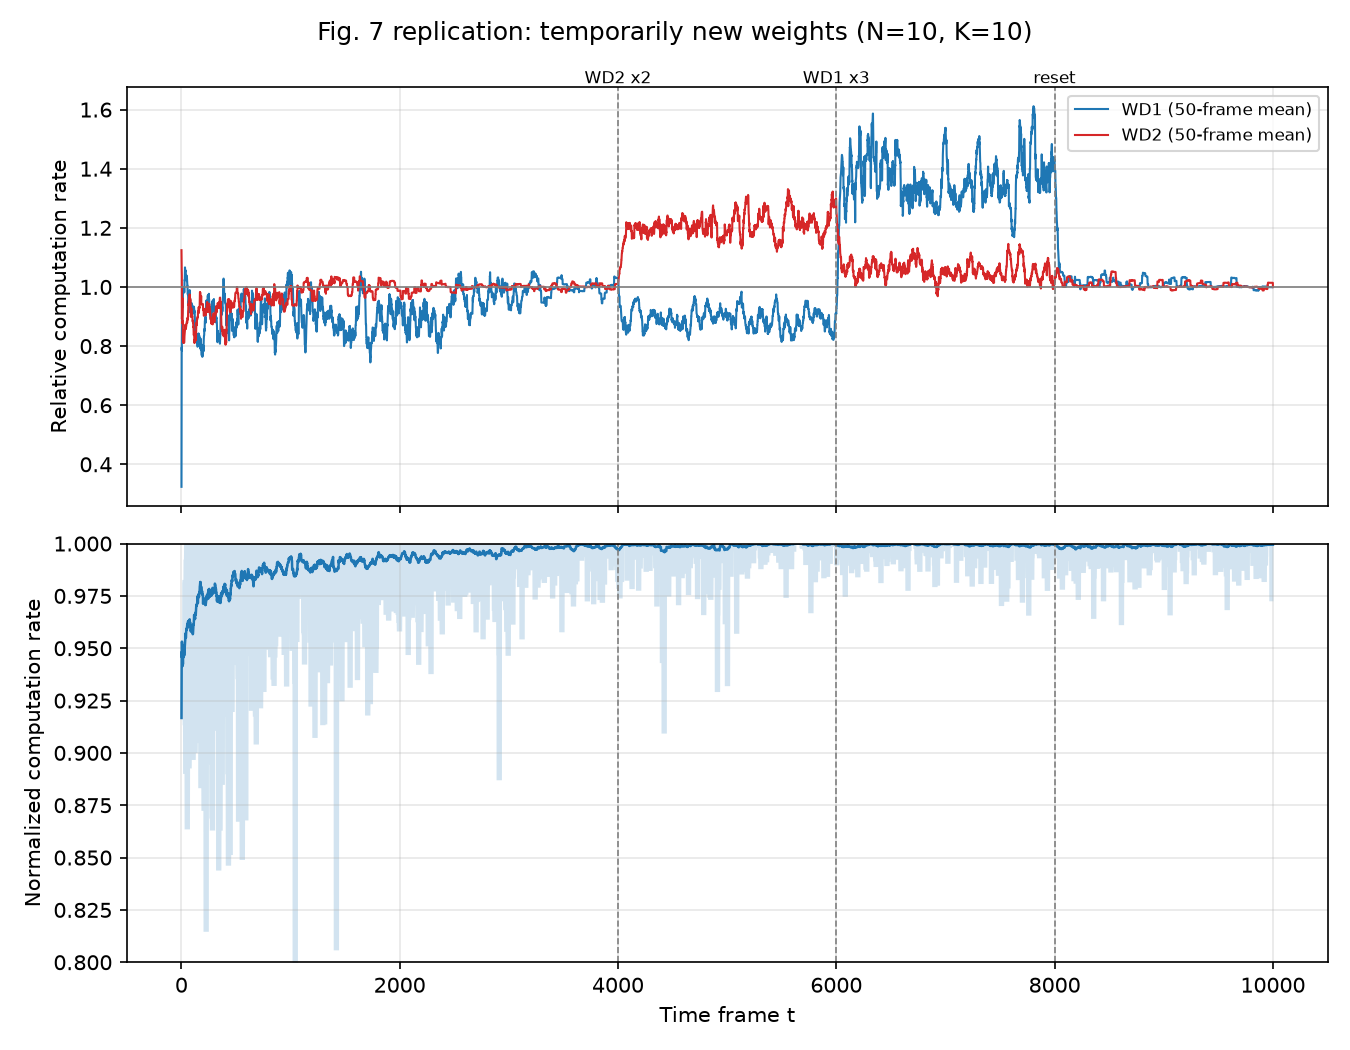 Fig. 7 replication: temporarily new weights (N=10, K=10)
WD2 x2
WD1 x3
reset
WD1 (50-frame mean)
WD2 (50-frame mean)
Relative computation rate
1.6
1.4
1.2
1.0
0.8
0.6
0.4
Normalized computation rate
1.000
0.975
0.950
0.925
0.900
0.875
0.850
0.825
0.800
0
2000
4000
6000
8000
10000
Time frame t